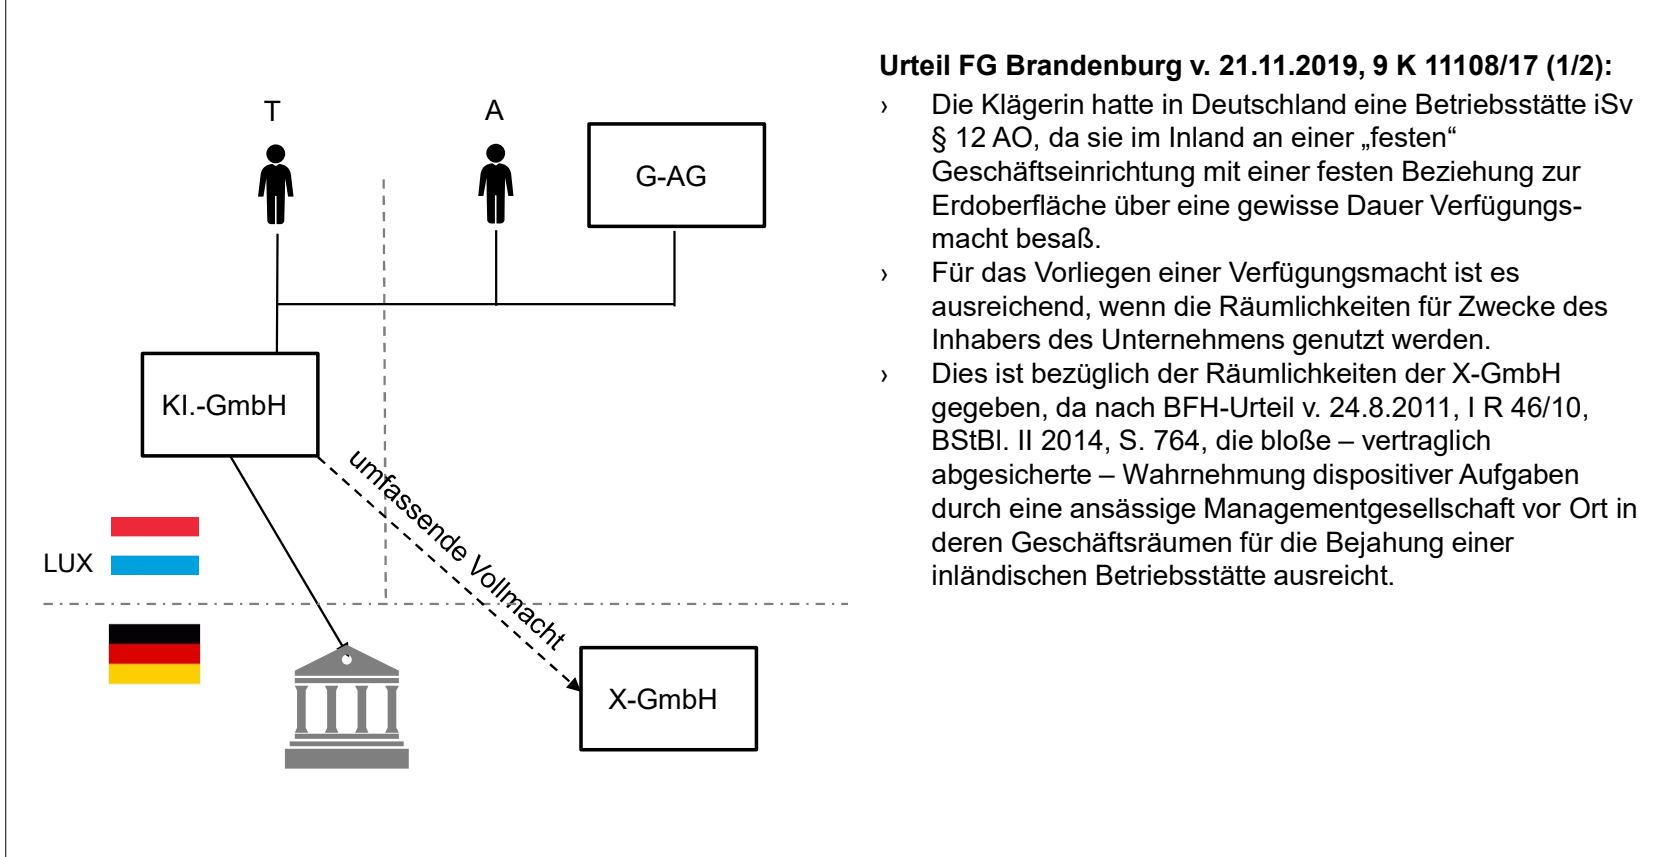 T
A
G-AG
Kl.-GmbH
umfassende Vollmacht
LUX
X-GmbH
Urteil FG Brandenburg v. 21.11.2019, 9 K 11108/17 (1/2):
› Die Klägerin hatte in Deutschland eine Betriebsstätte iSv
§ 12 AO, da sie im Inland an einer „festen“
Geschäftseinrichtung mit einer festen Beziehung zur
Erdoberfläche über eine gewisse Dauer Verfügungs-
macht besaß.
› Für das Vorliegen einer Verfügungsmacht ist es
ausreichend, wenn die Räumlichkeiten für Zwecke des
Inhabers des Unternehmens genutzt werden.
› Dies ist bezüglich der Räumlichkeiten der X-GmbH
gegeben, da nach BFH-Urteil v. 24.8.2011, I R 46/10,
BStBl. II 2014, S. 764, die bloße – vertraglich
abgesicherte – Wahrnehmung dispositiver Aufgaben
durch eine ansässige Managementgesellschaft vor Ort in
deren Geschäftsräumen für die Bejahung einer
inländischen Betriebsstätte ausreicht.